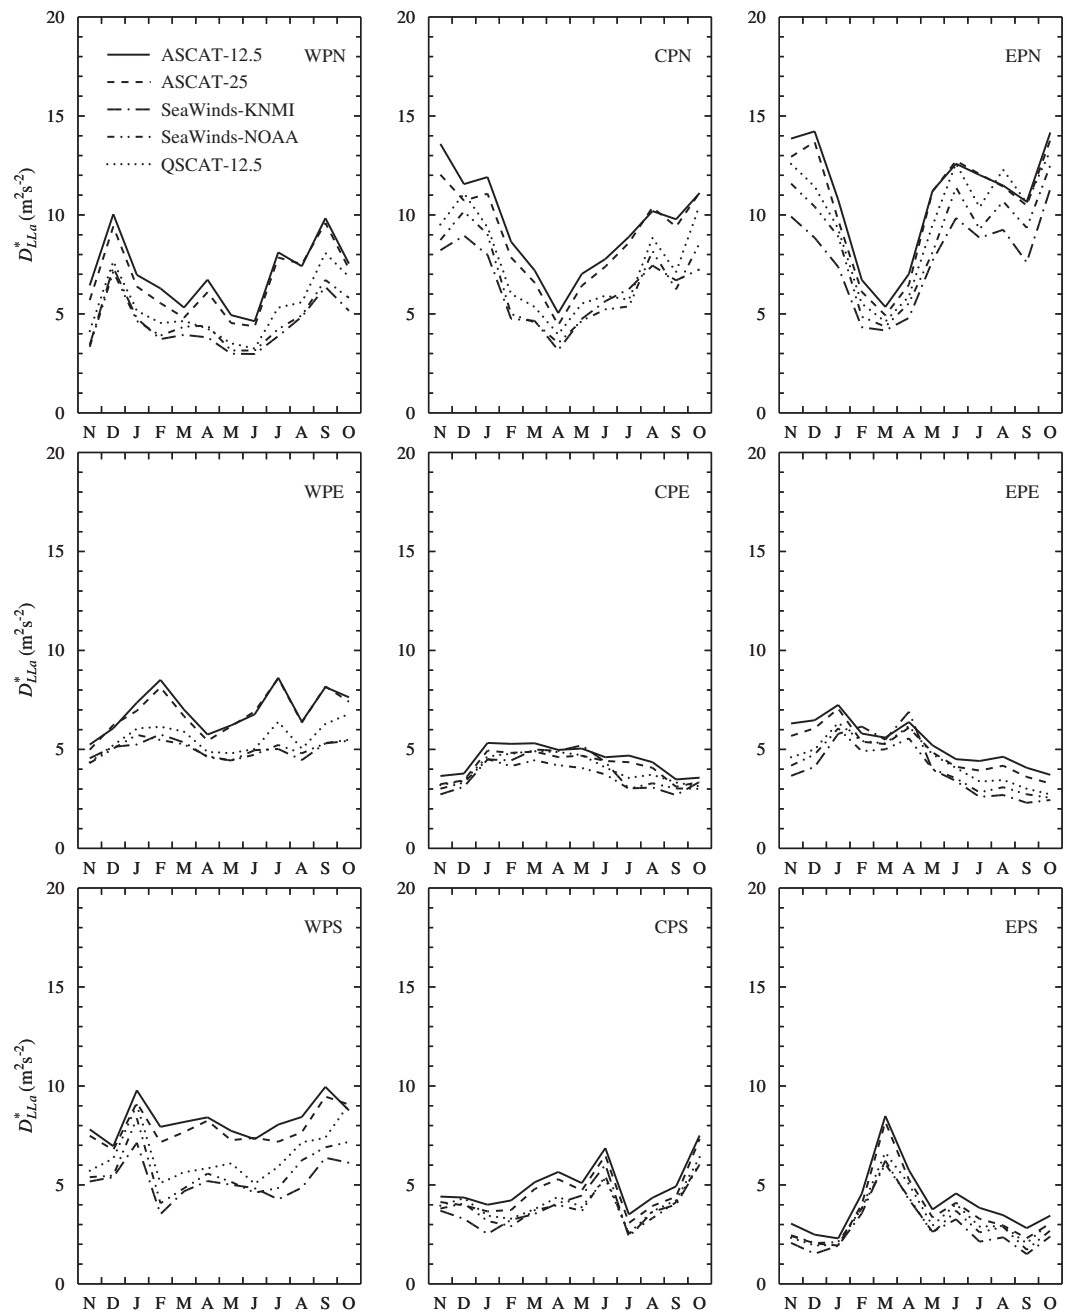 20
15
10
5
0
D*LLa (m2s-2)
ASCAT-12.5
ASCAT-25
SeaWinds-KNMI
SeaWinds-NOAA
QSCAT-12.5
WPN
N D J F M A M J J A S O
20
15
10
5
0
CPN
N D J F M A M J J A S O
20
15
10
5
0
EPN
N D J F M A M J J A S O
20
15
10
5
0
D*LLa (m2s-2)
WPE
N D J F M A M J J A S O
20
15
10
5
0
CPE
N D J F M A M J J A S O
20
15
10
5
0
EPE
N D J F M A M J J A S O
20
15
10
5
0
D*LLa (m2s-2)
WPS
N D J F M A M J J A S O
20
15
10
5
0
CPS
N D J F M A M J J A S O
20
15
10
5
0
EPS
N D J F M A M J J A S O